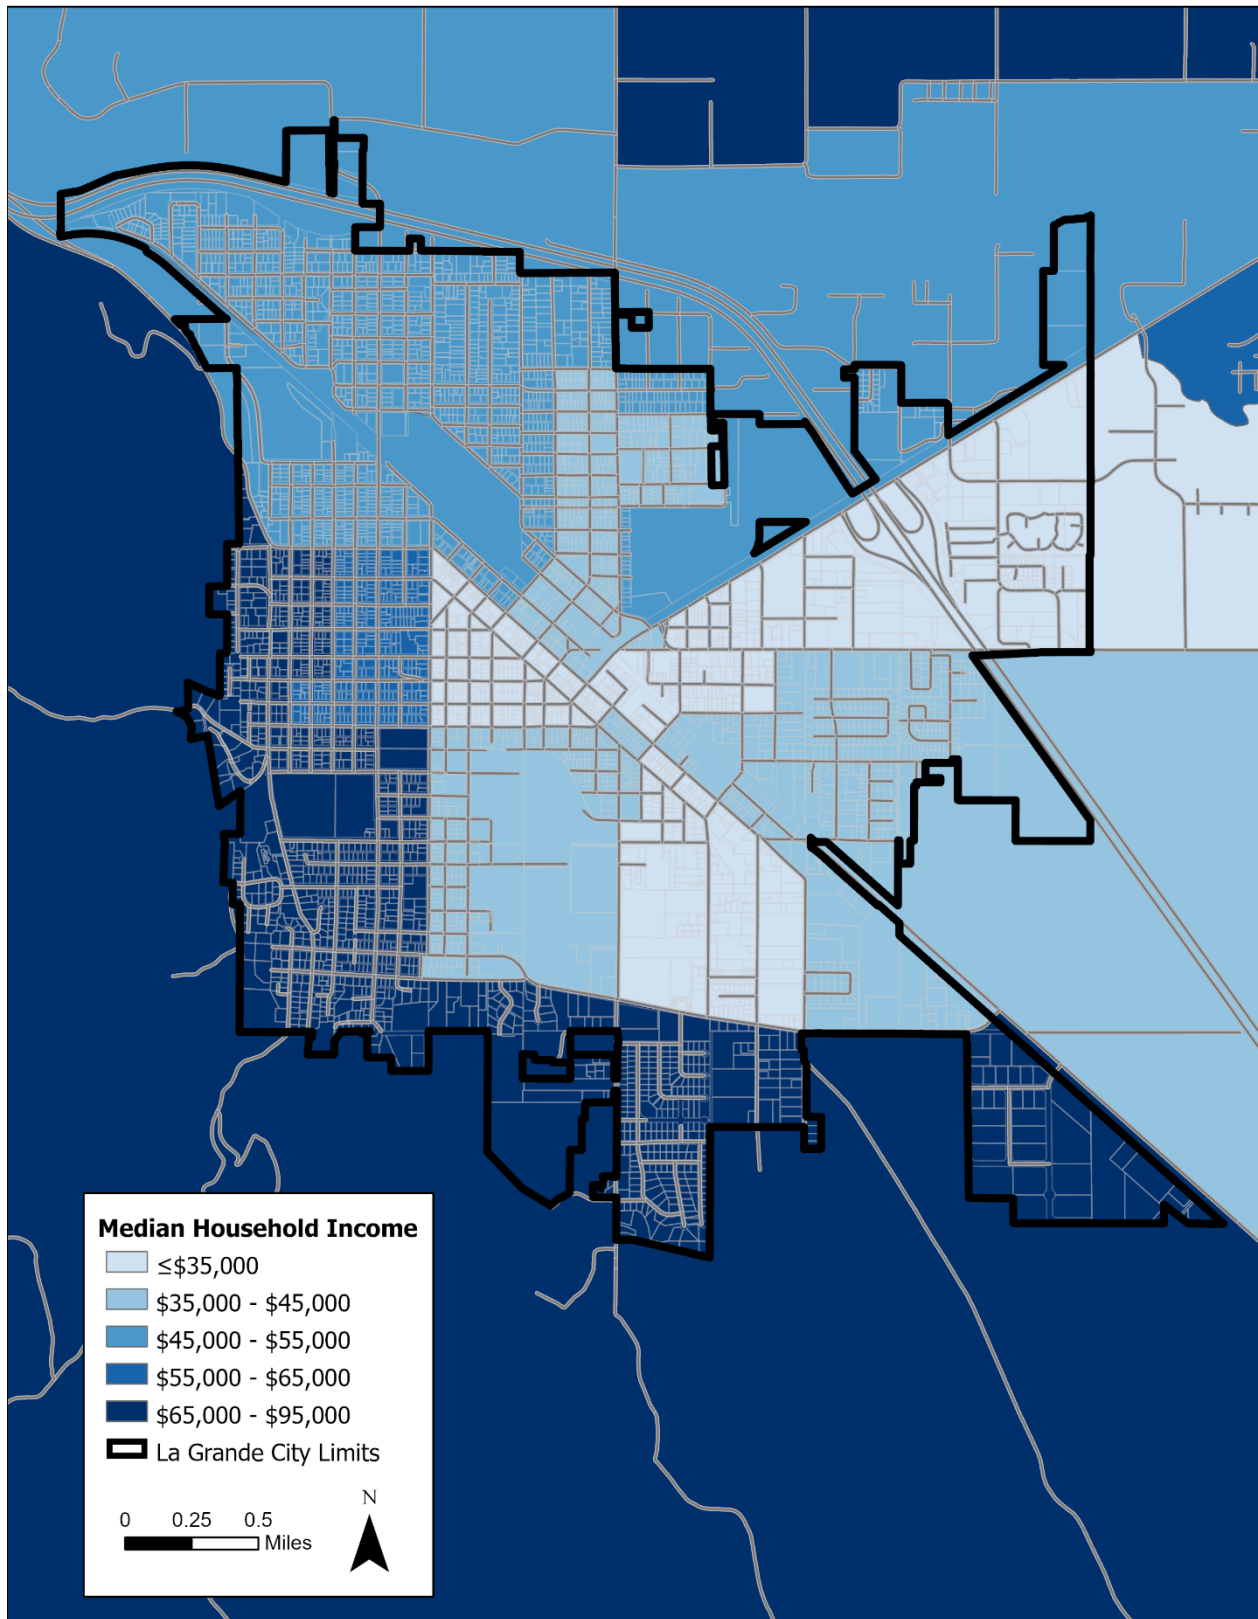 Median Household Income
≤$35,000
$35,000 - $45,000
$45,000 - $55,000
$55,000 - $65,000
$65,000 - $95,000
La Grande City Limits
N
0 0.25 0.5
Miles